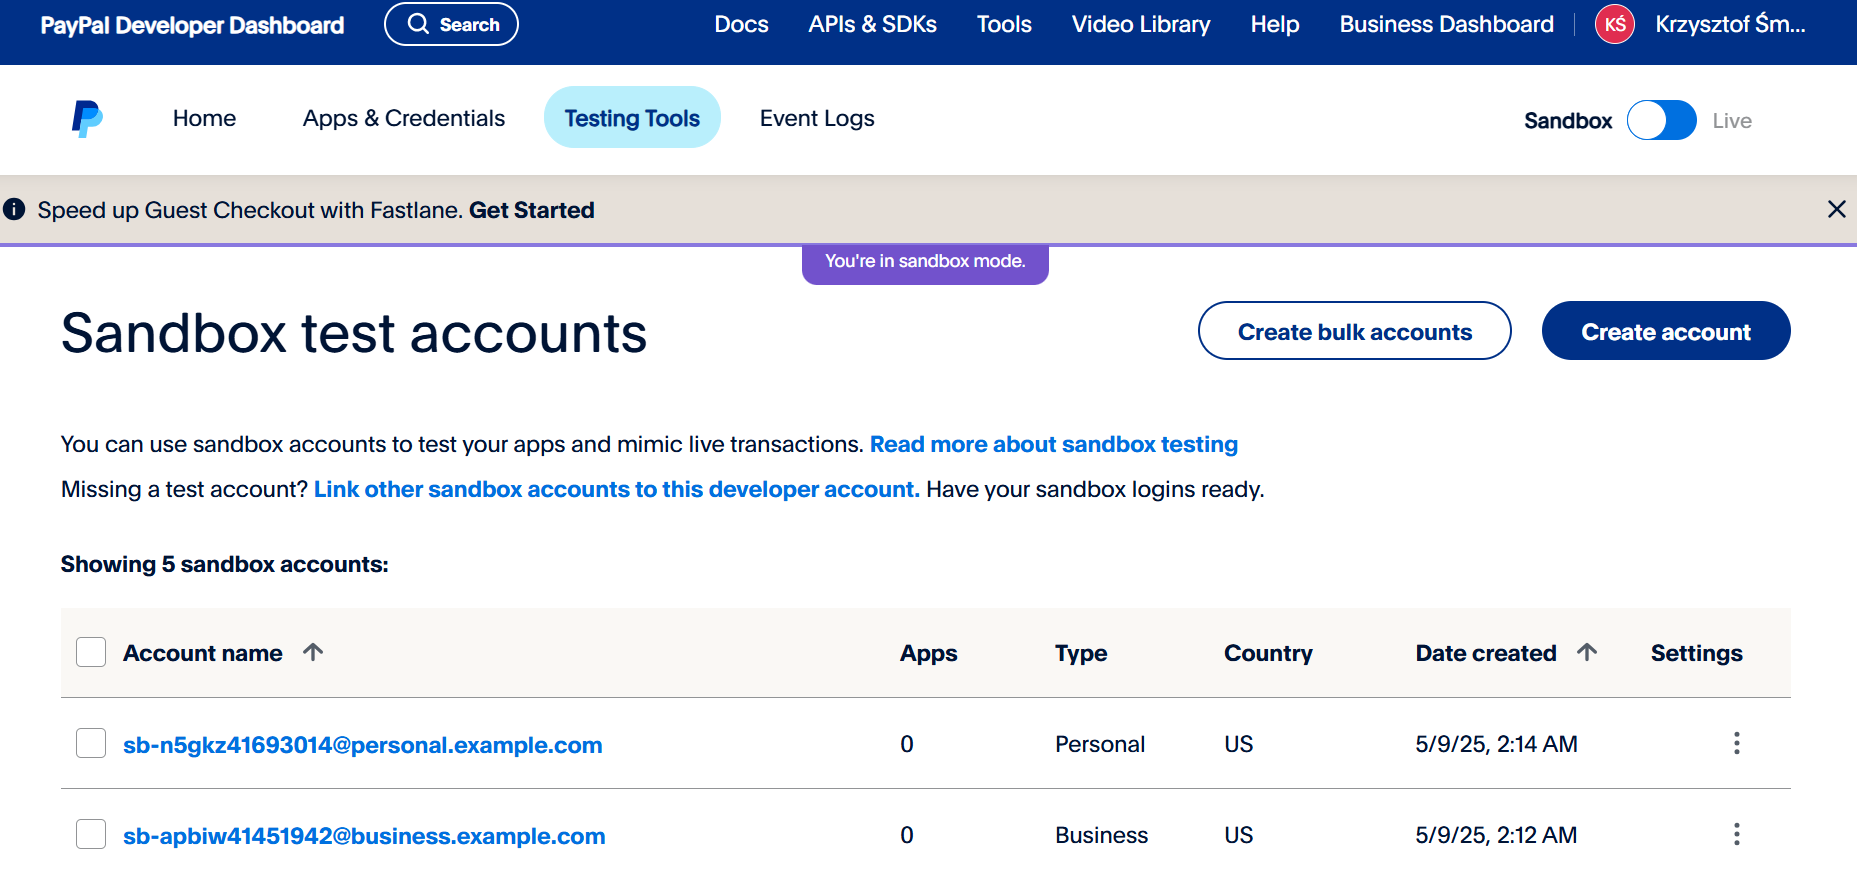 PayPal Developer Dashboard Search Docs APIs & SDKs Tools Video Library Help Business Dashboard KŚ Krzysztof Śm...
Home Apps & Credentials Testing Tools Event Logs Sandbox Live
Speed up Guest Checkout with Fastlane. Get Started
You're in sandbox mode.
Sandbox test accounts Create bulk accounts Create account
You can use sandbox accounts to test your apps and mimic live transactions. Read more about sandbox testing
Missing a test account? Link other sandbox accounts to this developer account. Have your sandbox logins ready.
Showing 5 sandbox accounts:
Account name Apps Type Country Date created Settings
sb-n5gkz41693014@personal.example.com 0 Personal US 5/9/25, 2:14 AM
sb-apbiw41451942@business.example.com 0 Business US 5/9/25, 2:12 AM